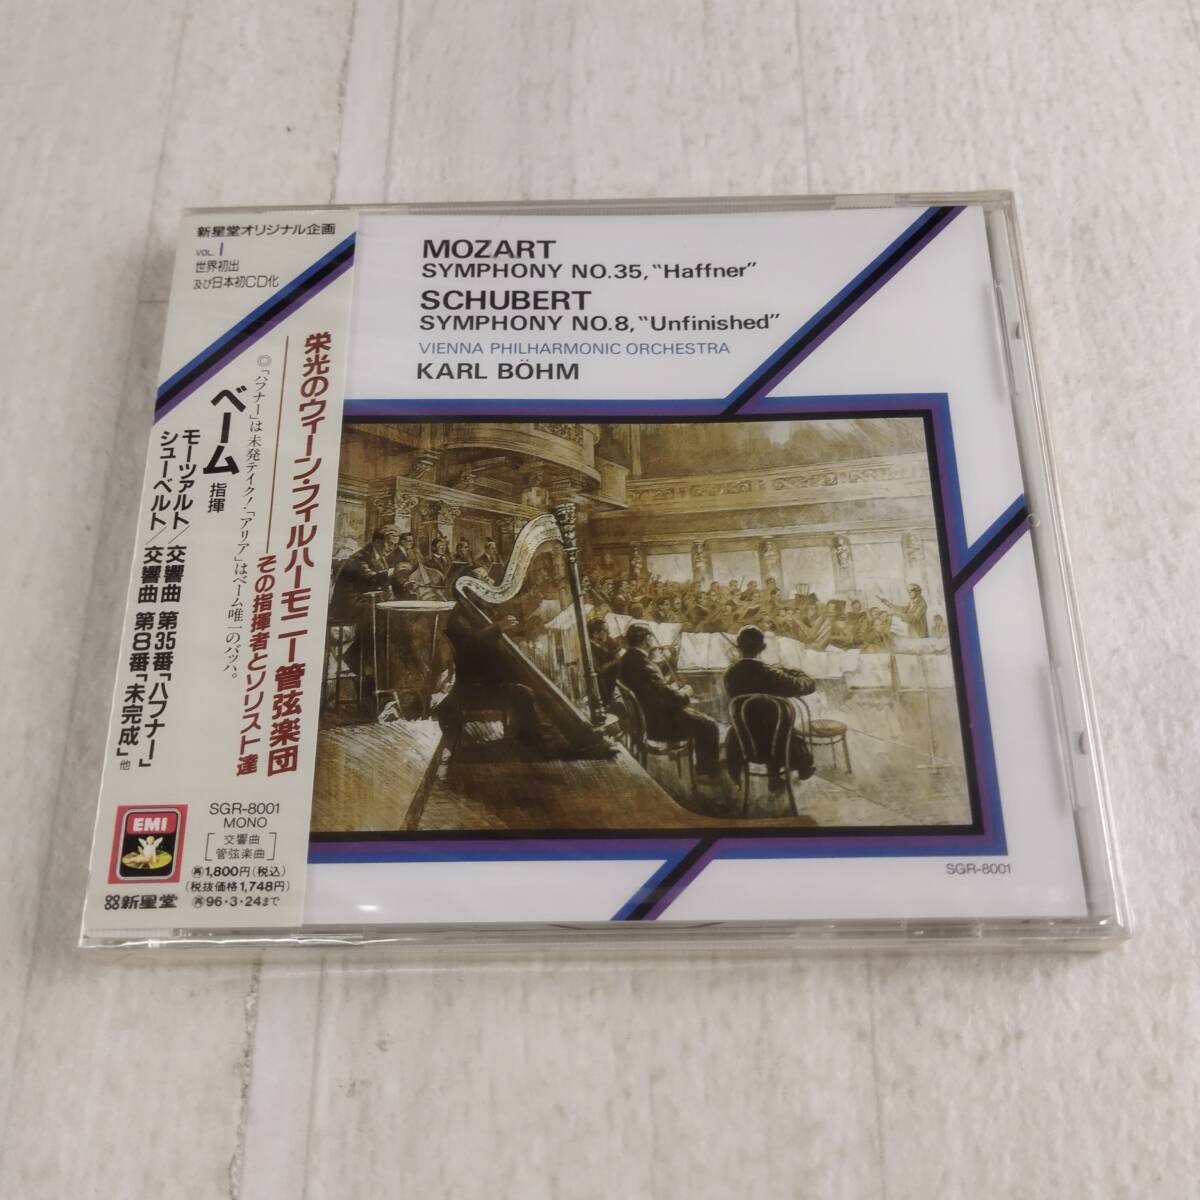 新星堂オリジナル企画
VOL. 1
世界初出
及び日本初CD化
栄光のウィーン・フィルハーモニー管弦楽団
――その指揮者とソリスト達
◎「ハフナー」は未発テイク!「アリア」はベーム唯一のバッハ。
ベーム 指揮
モーツァルト/交響曲 第35番「ハフナー」
シューベルト/交響曲 第8番「未完成」他
EMI
SGR-8001
MONO
[交響曲
管弦楽曲]
㊢1,800円(税込)
(税抜価格1,748円)
㊢96・3・24まで
新星堂
MOZART
SYMPHONY NO.35, “Haffner”
SCHUBERT
SYMPHONY NO.8, “Unfinished”
VIENNA PHILHARMONIC ORCHESTRA
KARL BÖHM
SGR-8001